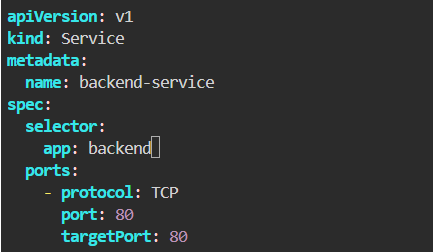 apiVersion: v1
kind: Service
metadata:
  name: backend-service
spec:
  selector:
    app: backend
  ports:
    - protocol: TCP
      port: 80
      targetPort: 80